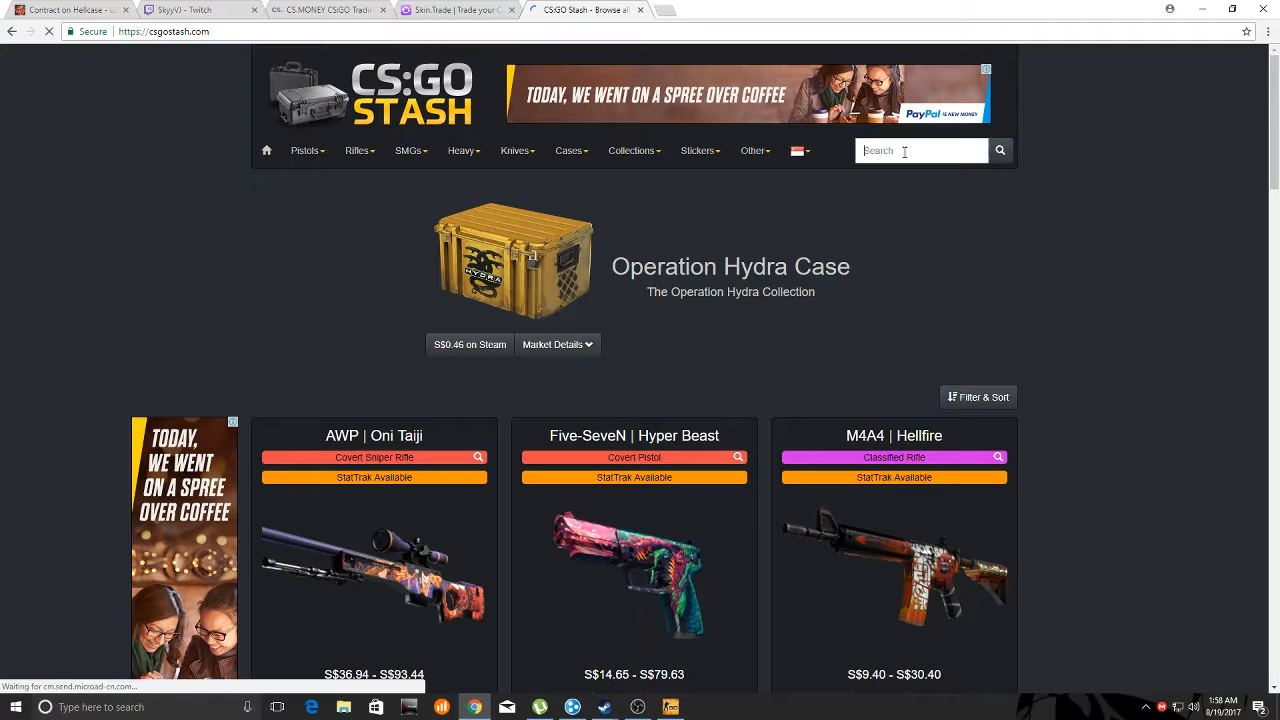 Contract on Hellcase - u
SkyyVJ - Twitch
CS.MONEY CS:GO Tradin
Skin.Trade | Trade your C
CS:GO Stash - Browse all
Secure
https://csgostash.com
CS:GO
STASH
TODAY, WE WENT ON A SPREE OVER COFFEE
PayPal IS NEW MONEY
Pistols
Rifles
SMGs
Heavy
Knives
Cases
Collections
Stickers
Other
Search
HYDRA
Operation Hydra Case
The Operation Hydra Collection
S$0.46 on Steam
Market Details
Filter & Sort
TODAY,
WE WENT
ON A SPREE
OVER COFFEE
AWP | Oni Taiji
Covert Sniper Rifle
StatTrak Available
S$36.94 - S$93.44
Five-SeveN | Hyper Beast
Covert Pistol
StatTrak Available
S$14.65 - S$79.63
M4A4 | Hellfire
Classified Rifle
StatTrak Available
S$9.40 - S$30.40
Waiting for cm.send.microad-cn.com...
Type here to search
1:58 AM
8/19/2017